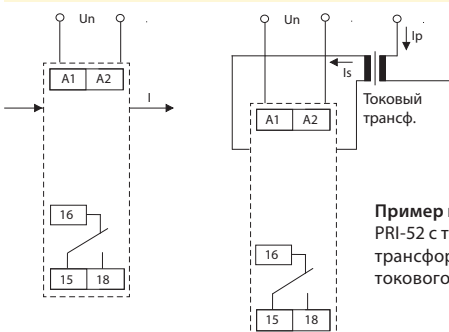 Un
A1 A2
I
16
15 18
Un
Ip
Is
Токовый
трансф.
A1 A2
16
15 18
Пример
PRI-52 с т
трансфор
токового